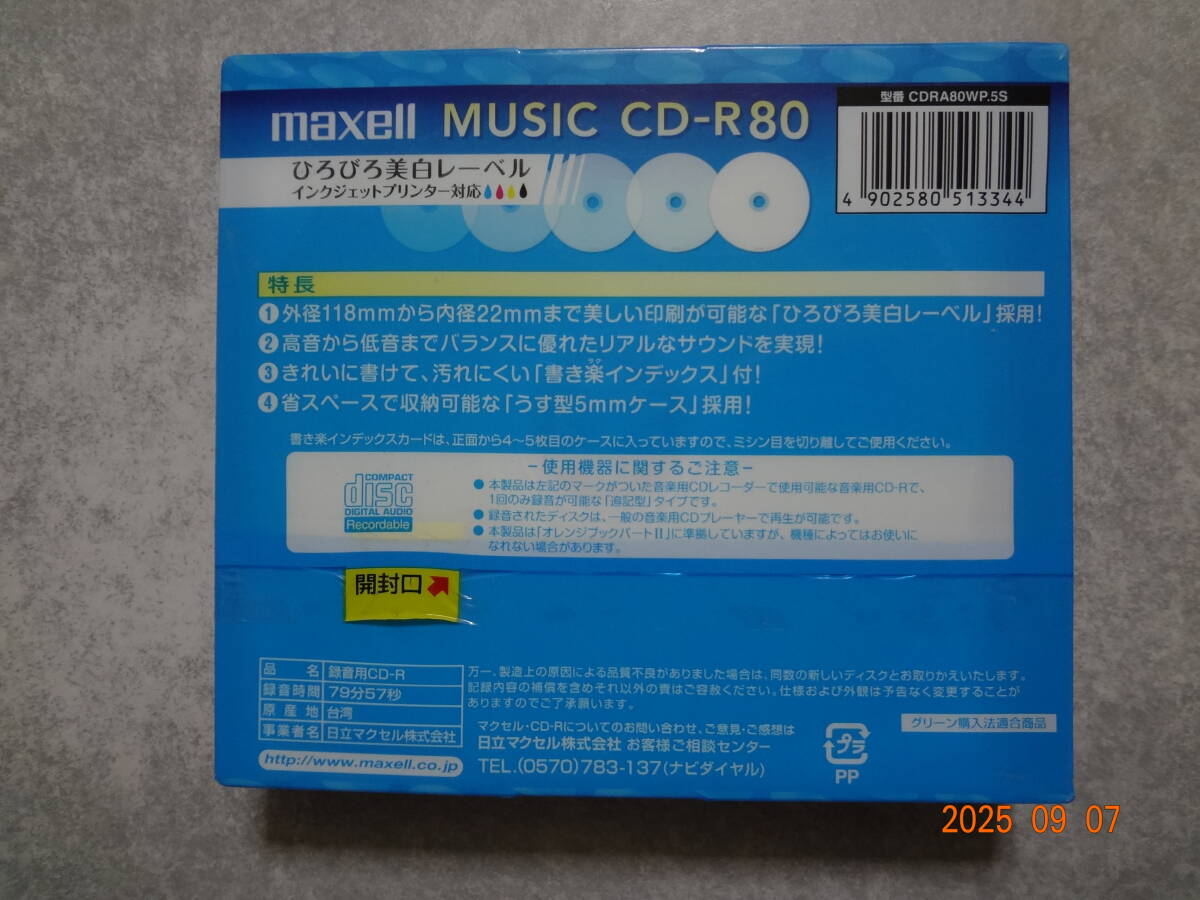 maxell MUSIC CD-R80
型番 CDRA80WP.5S
ひろびろ美白レーベル
インクジェットプリンター対応
4 902580 513344
特長
❶外径118mmから内径22mmまで美しい印刷が可能な「ひろびろ美白レーベル」採用!
❷高音から低音までバランスに優れたリアルなサウンドを実現!
ラク
❸きれいに書けて、汚れにくい「書き楽インデックス」付!
❹省スペースで収納可能な「うす型5mmケース」採用!
書き楽インデックスカードは、正面から4〜5枚目のケースに入っていますので、ミシン目を切り離してご使用ください。
−使用機器に関するご注意−
COMPACT
disc
DIGITAL AUDIO
Recordable
●本製品は左記のマークがついた音楽用CDレコーダーで使用可能な音楽用CD-Rで、
1回のみ録音が可能な「追記型」タイプです。
●録音されたディスクは、一般の音楽用CDプレーヤーで再生が可能です。
●本製品は「オレンジブックパートII」に準拠していますが、機種によってはお使いに
なれない場合があります。
開封口
品名 録音用CD-R
録音時間 79分57秒
原産地 台湾
事業者名 日立マクセル株式会社
http://www.maxell.co.jp
万一、製造上の原因による品質不良がありました場合は、同数の新しいディスクとお取りかえいたします。
記録内容の補償を含めそれ以外の責はご容赦ください。仕様および外観は予告なく変更することが
ありますのでご了承願います。
マクセル・CD-Rについてのお問い合わせ、ご意見・ご感想は
日立マクセル株式会社 お客様ご相談センター
TEL.(0570)783-137(ナビダイヤル)
プラ
PP
グリーン購入法適合商品
2025 09 07